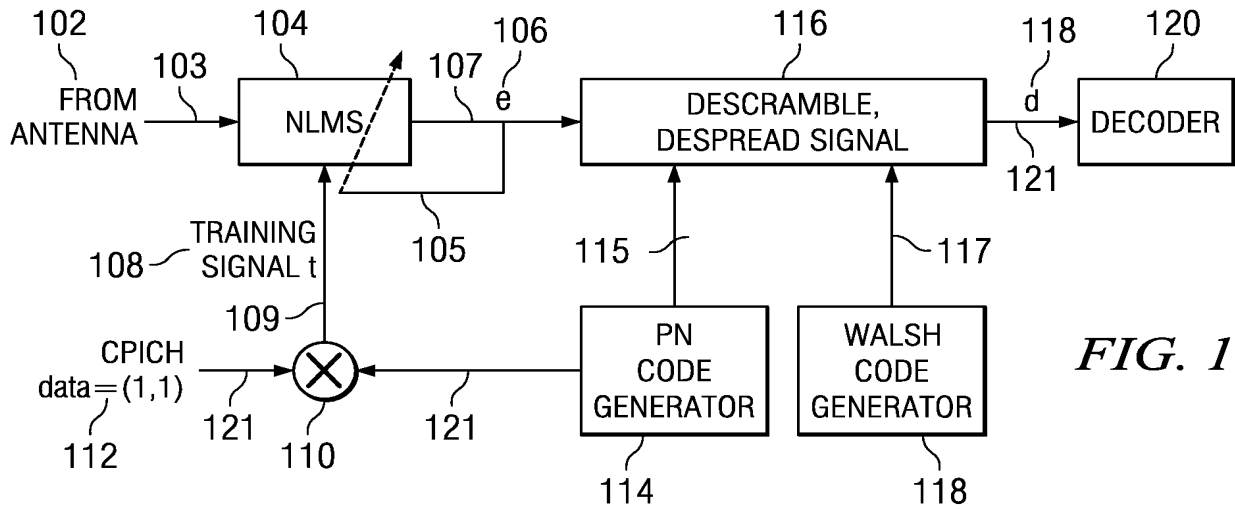 102
104
106
116
118
120
103
107
e
d
FROM
ANTENNA
NLMS
DESCRAMBLE,
DESPREAD SIGNAL
DECODER
121
105
108
TRAINING
SIGNAL t
115
117
109
CPICH
data=(1,1)
PN
CODE
GENERATOR
WALSH
CODE
GENERATOR
FIG. 1
121
121
112
110
114
118